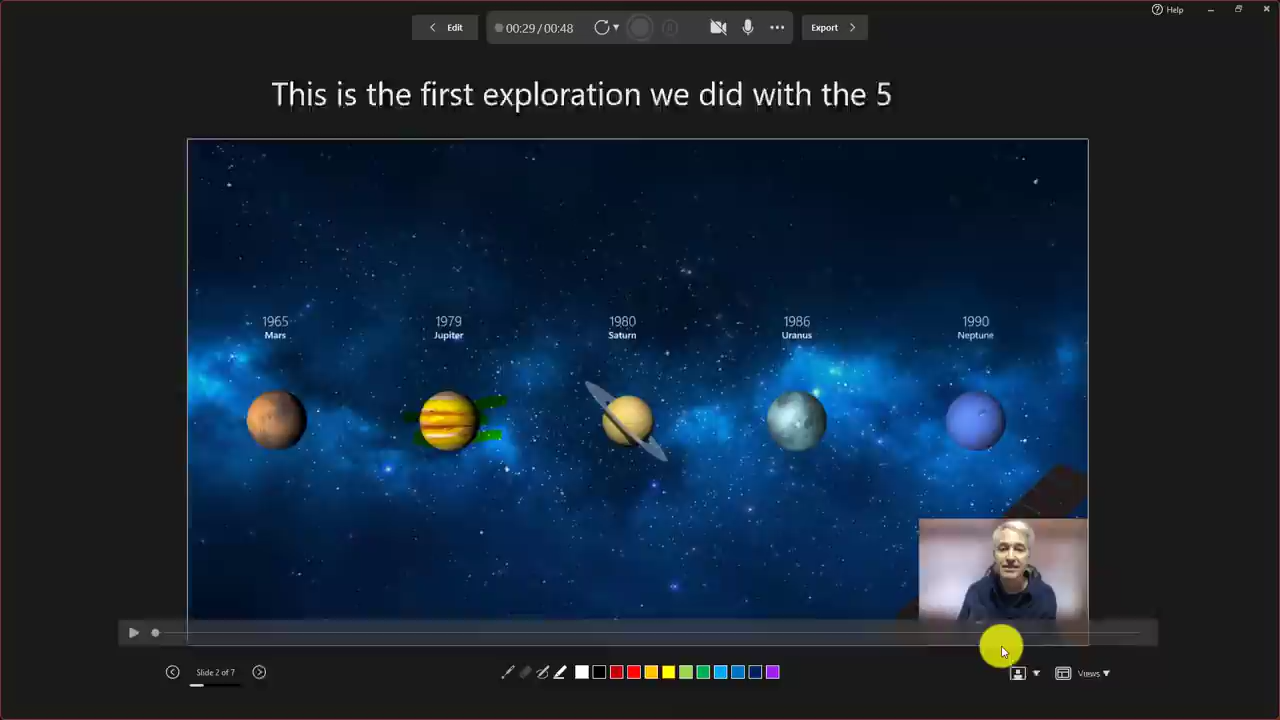 Help
Edit
00:29/00:48
Export
This is the first exploration we did with the 5
1965
Mars
1979
Jupiter
1980
Saturn
1986
Uranus
1990
Neptune
Slide 2 of 7
Views